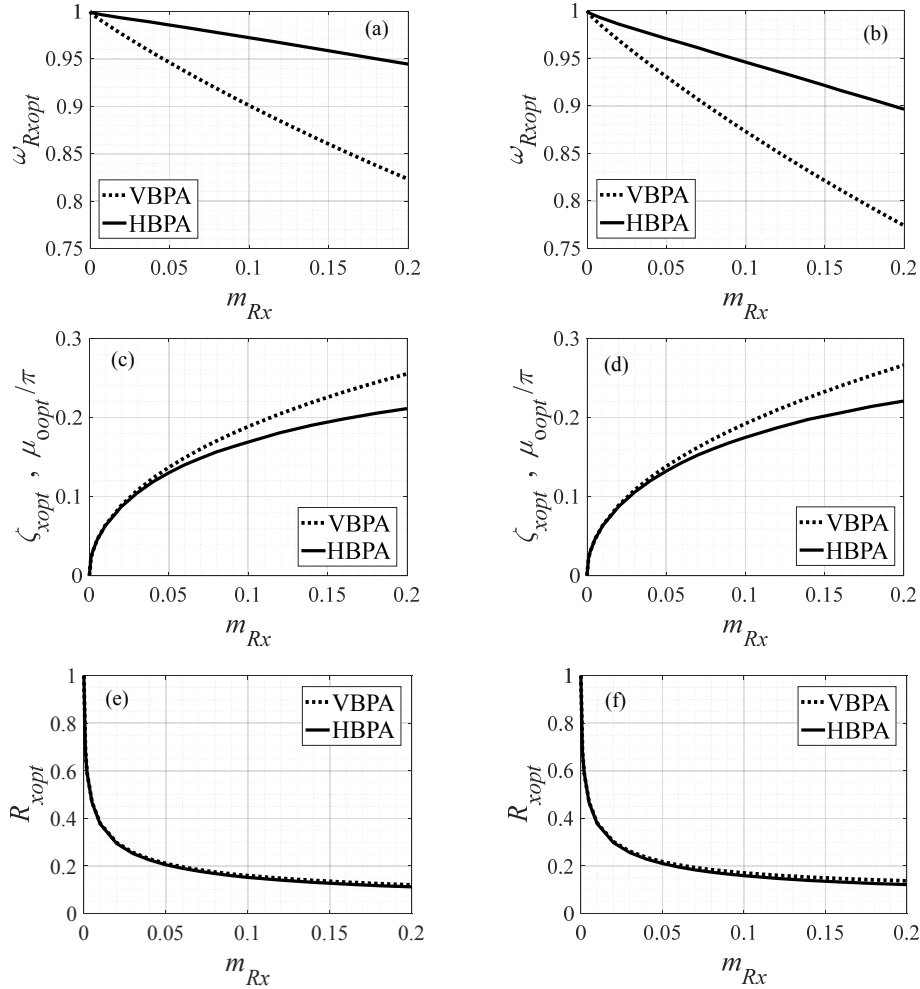 (a)
1
0.95
0.9
0.85
0.8
0.75
ω_Rxopt
VBPA
HBPA
0 0.05 0.1 0.15 0.2
m_Rx
(b)
1
0.95
0.9
0.85
0.8
0.75
ω_Rxopt
VBPA
HBPA
0 0.05 0.1 0.15 0.2
m_Rx
(c)
0.3
0.2
0.1
0
ζ_xopt , μ_oopt/π
VBPA
HBPA
0 0.05 0.1 0.15 0.2
m_Rx
(d)
0.3
0.2
0.1
0
ζ_xopt , μ_oopt/π
VBPA
HBPA
0 0.05 0.1 0.15 0.2
m_Rx
(e)
1
0.8
0.6
0.4
0.2
0
R_xopt
VBPA
HBPA
0 0.05 0.1 0.15 0.2
m_Rx
(f)
1
0.8
0.6
0.4
0.2
0
R_xopt
VBPA
HBPA
0 0.05 0.1 0.15 0.2
m_Rx